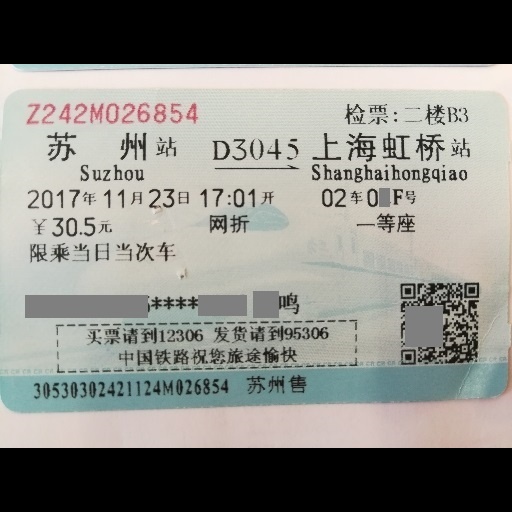 Z242M026854 检票:二楼B3
苏州站 D3045 上海虹桥站
Suzhou Shanghaihongqiao
2017年11月23日17:01开 02车0 F号
￥30.5元 网折 一等座
限乘当日当次车
**** 鸣
买票请到12306 发货请到95306
中国铁路祝您旅途愉快
30530302421124M026854 苏州售